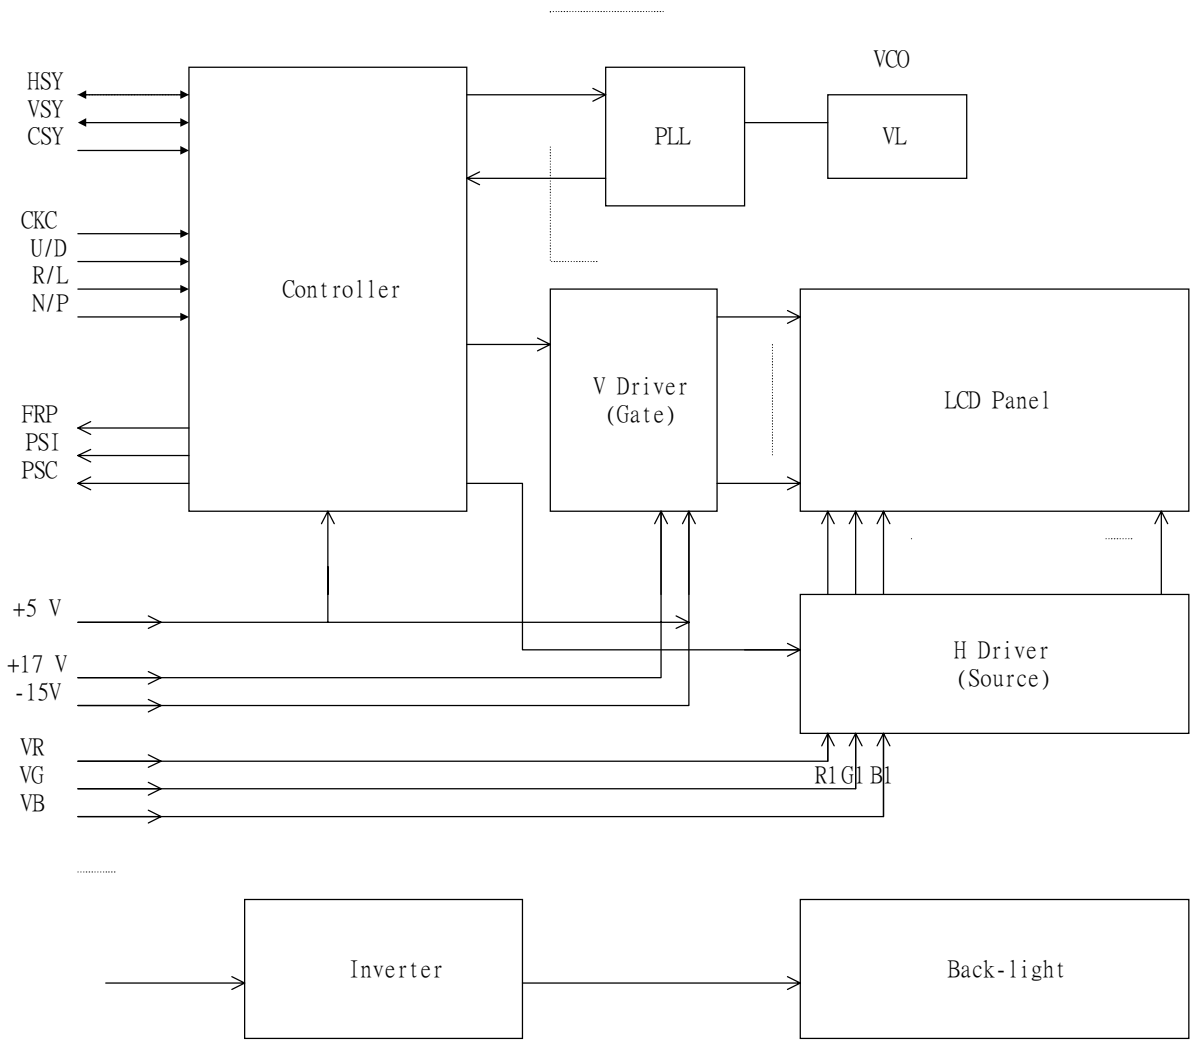 VCO
HSY
VSY
CSY
PLL
VL
CKC
U/D
R/L
N/P
Controller
V Driver
(Gate)
LCD Panel
FRP
PSI
PSC
+5 V
+17 V
-15V
H Driver
(Source)
VR
VG
VB
R1 G1 B1
Inverter
Back-light